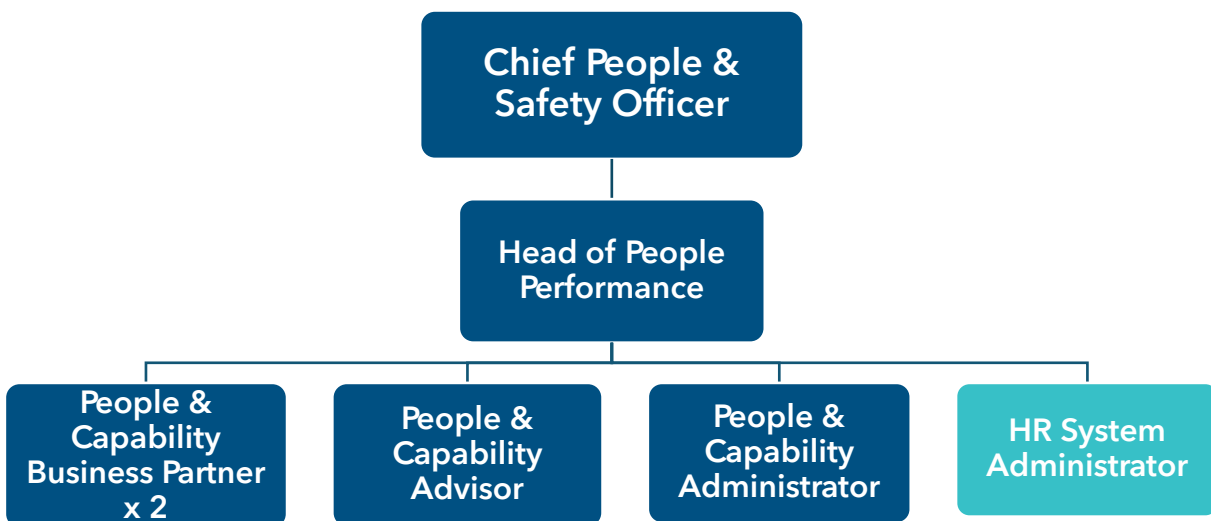 Chief People &
Safety Officer
Head of People
Performance
People &
Capability
Business Partner
x 2
People &
Capability
Advisor
People &
Capability
Administrator
HR System
Administrator